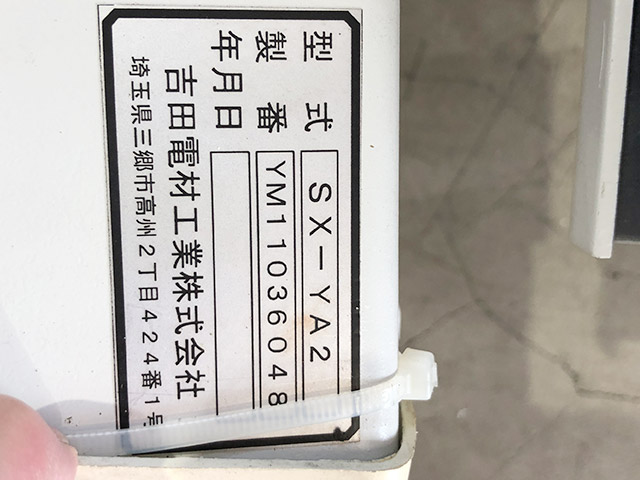 型式 SX-YA2
製番 YM11036048
年月日
吉田電材工業株式会社
埼玉県三郷市高州2丁目424番1号